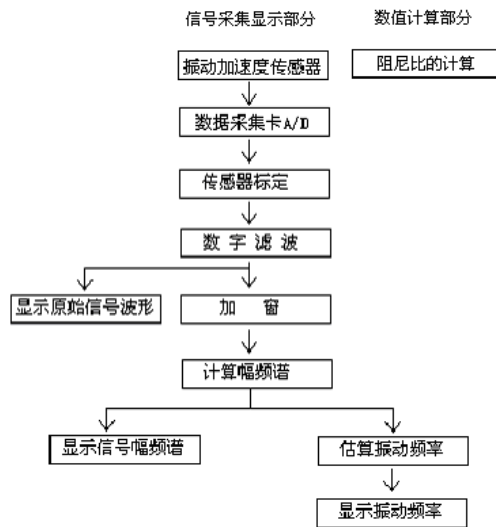 信号采集显示部分 数值计算部分
振动加速度传感器 阻尼比的计算
数据采集卡A/D
传感器标定
数 字 滤 波
显示原始信号波形 加 窗
计算幅频谱
显示信号幅频谱 估算振动频率
显示振动频率